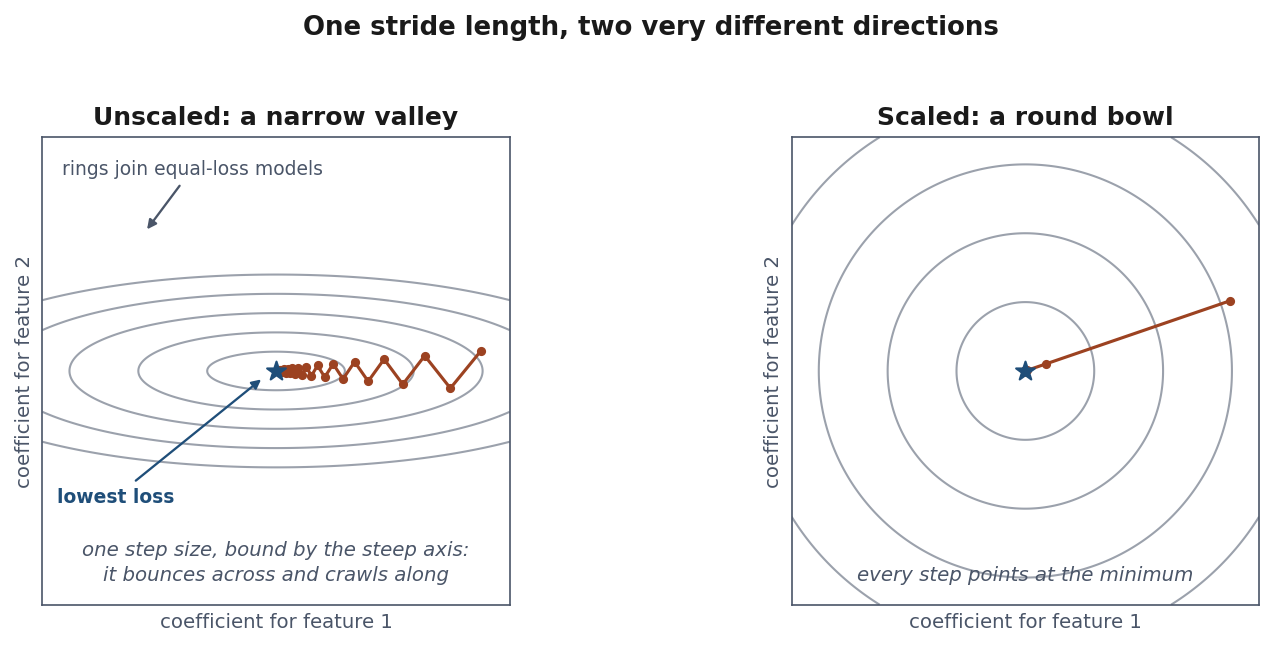 One stride length, two very different directions
Unscaled: a narrow valley
rings join equal-loss models
coefficient for feature 2
lowest loss
one step size, bound by the steep axis:
it bounces across and crawls along
coefficient for feature 1
Scaled: a round bowl
coefficient for feature 2
every step points at the minimum
coefficient for feature 1